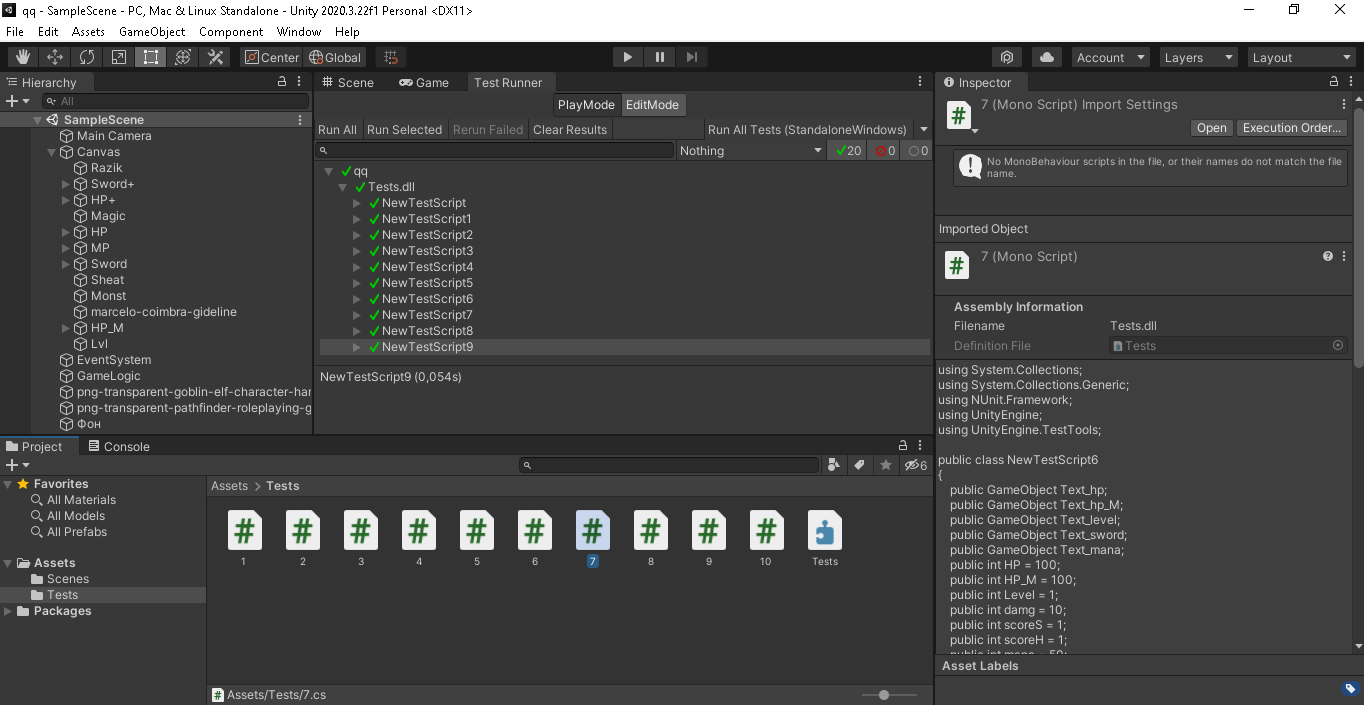 qq - SampleScene - PC, Mac & Linux Standalone - Unity 2020.3.22f1 Personal <DX11>
File Edit Assets GameObject Component Window Help
Center Global Account Layers Layout
Hierarchy
All
SampleScene
Main Camera
Canvas
Razik
Sword+
HP+
Magic
HP
MP
Sword
Sheat
Monst
marcelo-coimbra-gideline
HP_M
Lvl
EventSystem
GameLogic
png-transparent-goblin-elf-character-har
png-transparent-pathfinder-roleplaying-g
Фон
Scene Game Test Runner
PlayMode EditMode
Run All Run Selected Rerun Failed Clear Results Run All Tests (StandaloneWindows)
Nothing 20 0 0
qq
Tests.dll
NewTestScript
NewTestScript1
NewTestScript2
NewTestScript3
NewTestScript4
NewTestScript5
NewTestScript6
NewTestScript7
NewTestScript8
NewTestScript9
NewTestScript9 (0,054s)
Project Console
6
Favorites
All Materials
All Models
All Prefabs
Assets
Scenes
Tests
Packages
Assets > Tests
1 2 3 4 5 6 7 8 9 10 Tests
Assets/Tests/7.cs
Inspector
7 (Mono Script) Import Settings
Open Execution Order...
No MonoBehaviour scripts in the file, or their names do not match the file
name.
Imported Object
7 (Mono Script)
Assembly Information
Filename Tests.dll
Definition File Tests
using System.Collections;
using System.Collections.Generic;
using NUnit.Framework;
using UnityEngine;
using UnityEngine.TestTools;
public class NewTestScript6
{
public GameObject Text_hp;
public GameObject Text_hp_M;
public GameObject Text_level;
public GameObject Text_sword;
public GameObject Text_mana;
public int HP = 100;
public int HP_M = 100;
public int Level = 1;
public int damg = 10;
public int scoreS = 1;
public int scoreH = 1;
public int mana = 50;
Asset Labels